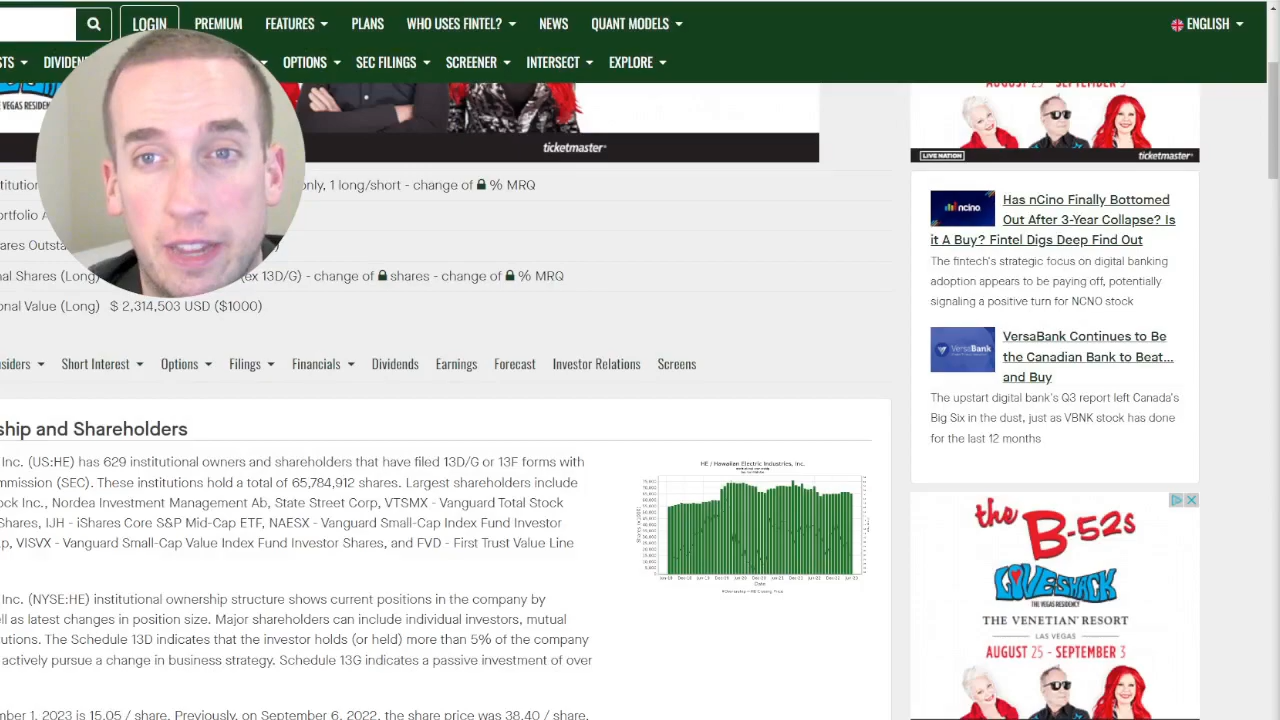 LOGIN
PREMIUM
FEATURES
PLANS
WHO USES FINTEL?
NEWS
QUANT MODELS
ENGLISH
STS
DIVIDEN
OPTIONS
SEC FILINGS
SCREENER
INTERSECT
EXPLORE
ticketmaster®
AUGUST 25 - SEPTEMBER 3
LIVE NATION
ticketmaster®
stitution
only, 1 long/short - change of % MRQ
ortfolio A
ares Outsta
nal Shares (Long)
(ex 13D/G) - change of shares - change of % MRQ
onal Value (Long) $ 2,314,503 USD ($1000)
Has nCino Finally Bottomed
Out After 3-Year Collapse? Is
it A Buy? Fintel Digs Deep Find Out
The fintech's strategic focus on digital banking
adoption appears to be paying off, potentially
signaling a positive turn for NCNO stock
VersaBank Continues to Be
the Canadian Bank to Beat...
and Buy
The upstart digital bank's Q3 report left Canada's
Big Six in the dust, just as VBNK stock has done
for the last 12 months
nsiders
Short Interest
Options
Filings
Financials
Dividends
Earnings
Forecast
Investor Relations
Screens
ship and Shareholders
Inc. (US:HE) has 629 institutional owners and shareholders that have filed 13D/G or 13F forms with
mmission (SEC). These institutions hold a total of 65,784,912 shares. Largest shareholders include
ock Inc., Nordea Investment Management Ab, State Street Corp, VTSMX - Vanguard Total Stock
Shares, IJH - iShares Core S&P Mid-Cap ETF, NAESX - Vanguard Small-Cap Index Fund Investor
p, VISVX - Vanguard Small-Cap Value Index Fund Investor Shares, and FVD - First Trust Value Line
HE / Hawaiian Electric Industries, Inc.
Inc. (NYSE:HE) institutional ownership structure shows current positions in the company by
ell as latest changes in position size. Major shareholders can include individual investors, mutual
utions. The Schedule 13D indicates that the investor holds (or held) more than 5% of the company
actively pursue a change in business strategy. Schedule 13G indicates a passive investment of over
mber 1, 2023 is 15.05 / share. Previously, on September 6, 2022, the share price was 38.40 / share.
the B-52s
LOVE SHACK
THE VEGAS RESIDENCY
THE VENETIAN® RESORT
LAS VEGAS
AUGUST 25 - SEPTEMBER 3